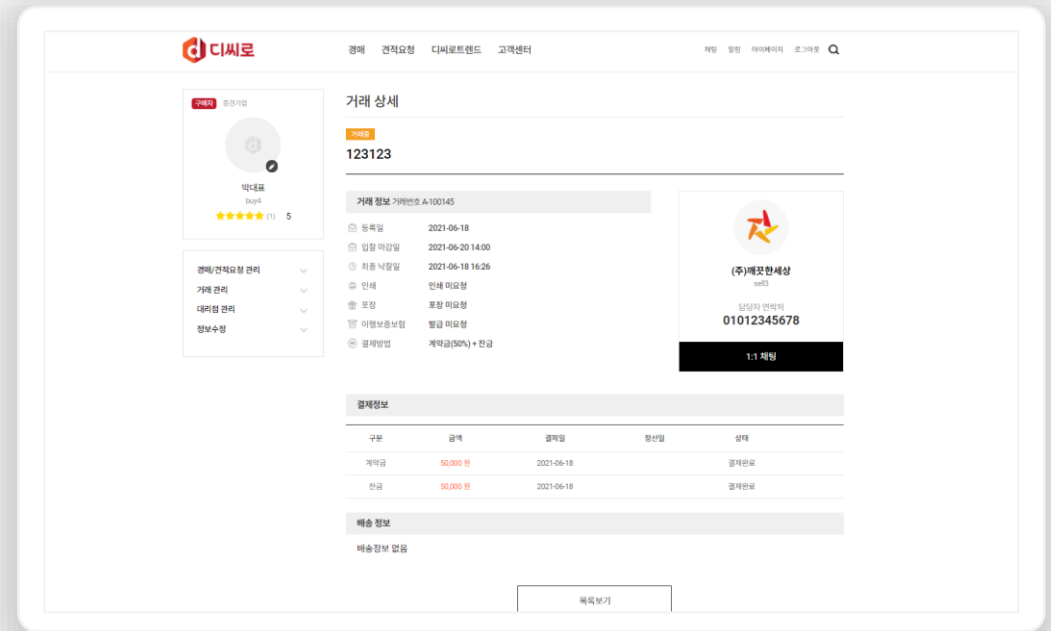 디씨로
경매 견적요청 디씨로트렌드 고객센터
채팅 알림 마이페이지 로그아웃
구매자 중견기업
박대표
buy4
(1) 5
경매/견적요청 관리
거래 관리
대리점 관리
정보수정
거래 상세
거래중
123123
거래 정보 거래번호 A-100145
등록일 2021-06-18
입찰 마감일 2021-06-20 14:00
최종 낙찰일 2021-06-18 16:26
인쇄 인쇄 미요청
포장 포장 미요청
이행보증보험 발급 미요청
결제방법 계약금(50%) + 잔금
(주)깨끗한세상
sell3
담당자 연락처
01012345678
1:1 채팅
결제정보
구분 금액 결제일 정산일 상태
계약금 50,000 원 2021-06-18 결제완료
잔금 50,000 원 2021-06-18 결제완료
배송 정보
배송정보 없음
목록보기